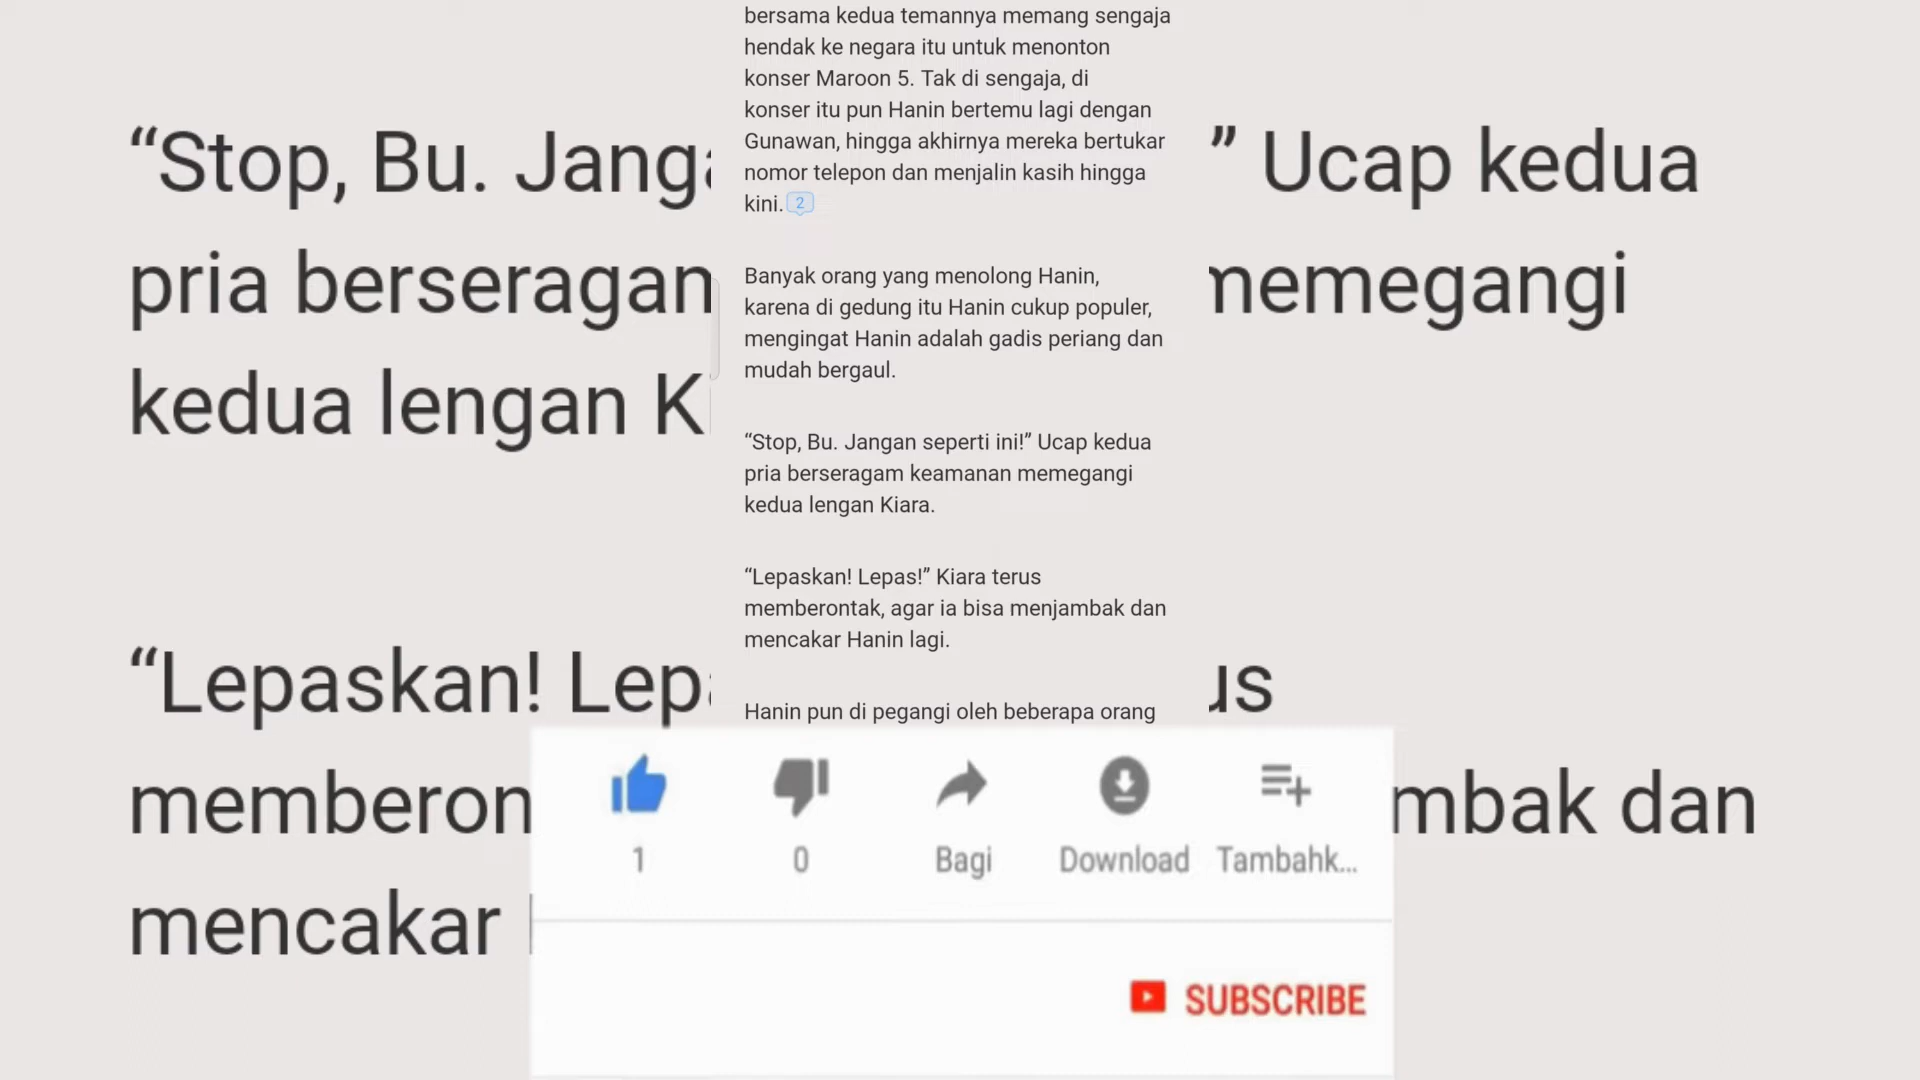 bersama kedua temannya memang sengaja
hendak ke negara itu untuk menonton
konser Maroon 5. Tak di sengaja, di
konser itu pun Hanin bertemu lagi dengan
Gunawan, hingga akhirnya mereka bertukar
nomor telepon dan menjalin kasih hingga
kini. 2
Banyak orang yang menolong Hanin,
karena di gedung itu Hanin cukup populer,
mengingat Hanin adalah gadis periang dan
mudah bergaul.
“Stop, Bu. Jangan seperti ini!” Ucap kedua
pria berseragam keamanan memegangi
kedua lengan Kiara.
“Lepaskan! Lepas!” Kiara terus
memberontak, agar ia bisa menjambak dan
mencakar Hanin lagi.
Hanin pun di pegangi oleh beberapa orang
“Stop, Bu. Janga ” Ucap kedua
pria berseragam memegangi
kedua lengan K
“Lepaskan! Lep us
memberon mbak dan
mencakar
1 0 Bagi Download Tambahk...
SUBSCRIBE